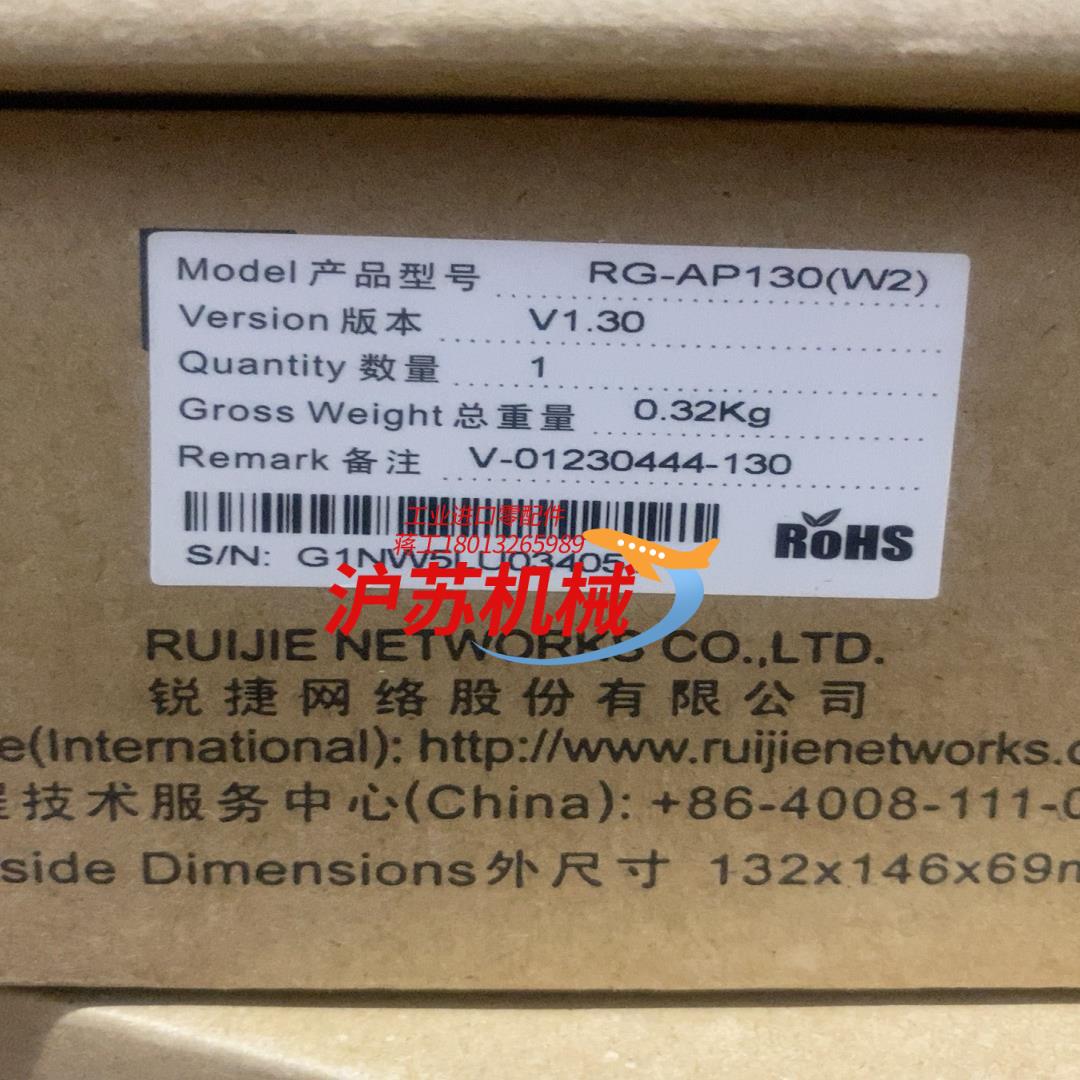 Model 产品型号 RG-AP130(W2)
Version 版本 V1.30
Quantity 数量 1
Gross Weight 总重量 0.32Kg
Remark 备注 V-01230444-130
工业进口零配件
蒋工18013265989
S/N:
RoHS
沪苏机械
RUIJIE NETWORKS CO.,LTD.
锐捷网络股份有限公司
(International): http://www.ruijienetworks.
技术服务中心(China): +86-4008-111-
Dimensions外尺寸 132x146x69